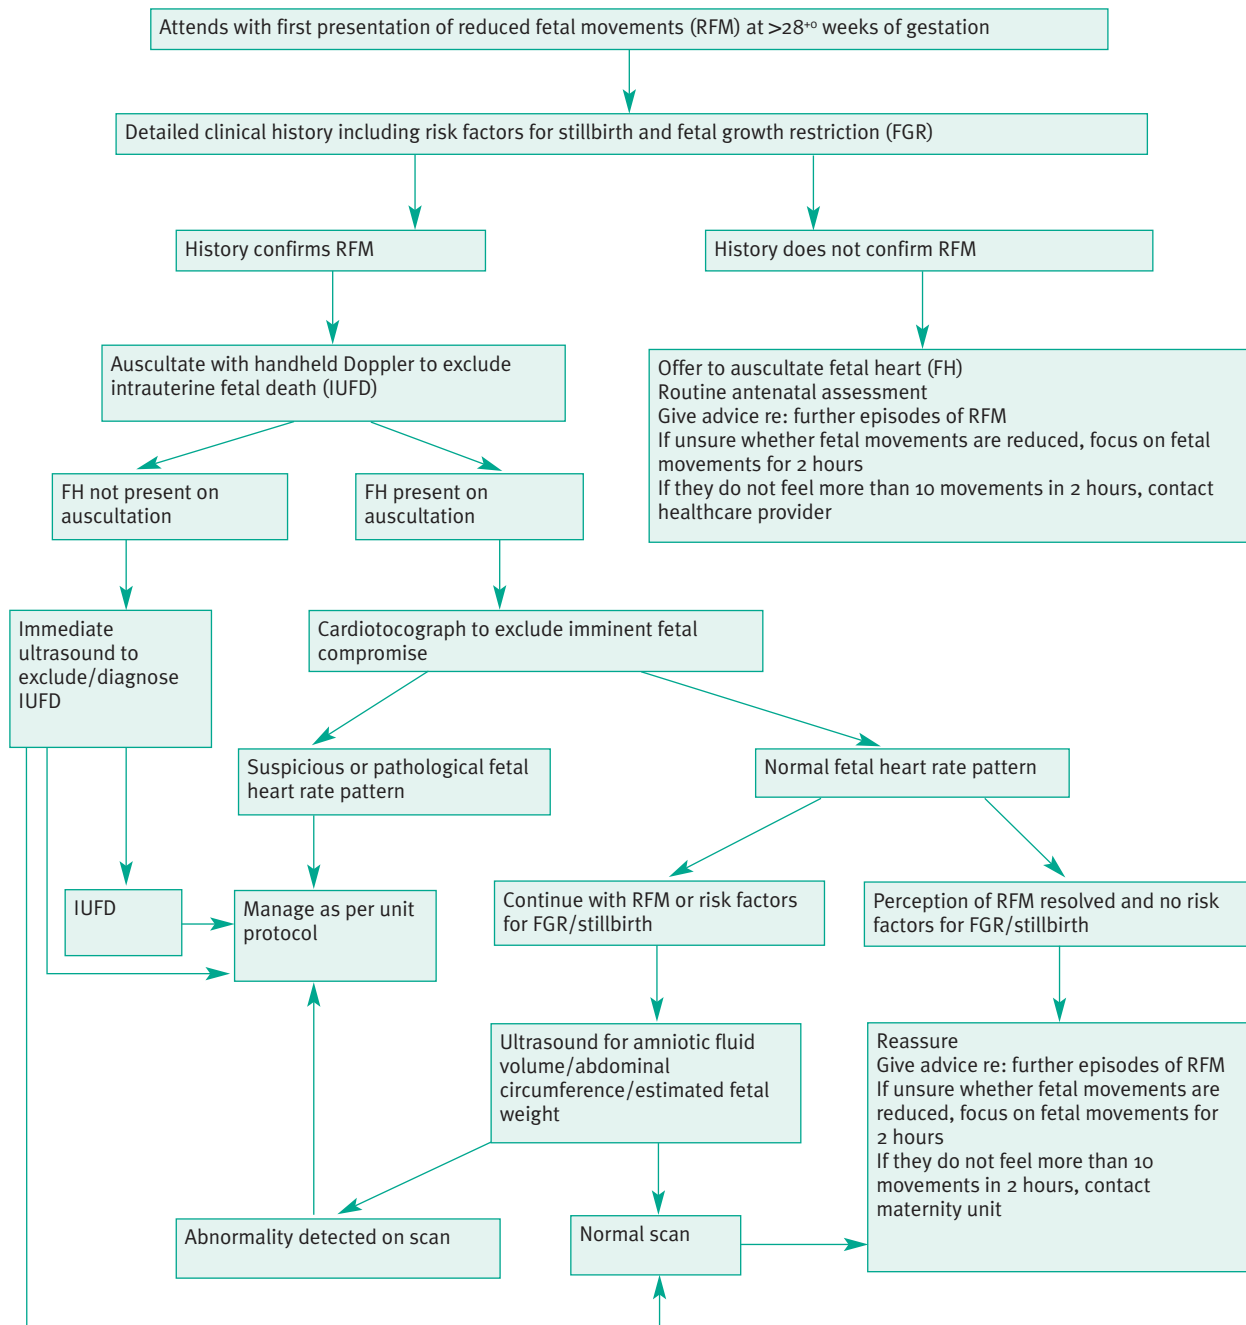 Attends with first presentation of reduced fetal movements (RFM) at >28⁺⁰ weeks of gestation
Detailed clinical history including risk factors for stillbirth and fetal growth restriction (FGR)
History confirms RFM
History does not confirm RFM
Auscultate with handheld Doppler to exclude
intrauterine fetal death (IUFD)
Offer to auscultate fetal heart (FH)
Routine antenatal assessment
Give advice re: further episodes of RFM
If unsure whether fetal movements are reduced, focus on fetal
movements for 2 hours
If they do not feel more than 10 movements in 2 hours, contact
healthcare provider
FH not present on
auscultation
FH present on
auscultation
Immediate
ultrasound to
exclude/diagnose
IUFD
Cardiotocograph to exclude imminent fetal
compromise
Suspicious or pathological fetal
heart rate pattern
Normal fetal heart rate pattern
IUFD
Manage as per unit
protocol
Continue with RFM or risk factors
for FGR/stillbirth
Perception of RFM resolved and no risk
factors for FGR/stillbirth
Ultrasound for amniotic fluid
volume/abdominal
circumference/estimated fetal
weight
Reassure
Give advice re: further episodes of RFM
If unsure whether fetal movements are
reduced, focus on fetal movements for
2 hours
If they do not feel more than 10
movements in 2 hours, contact
maternity unit
Abnormality detected on scan
Normal scan